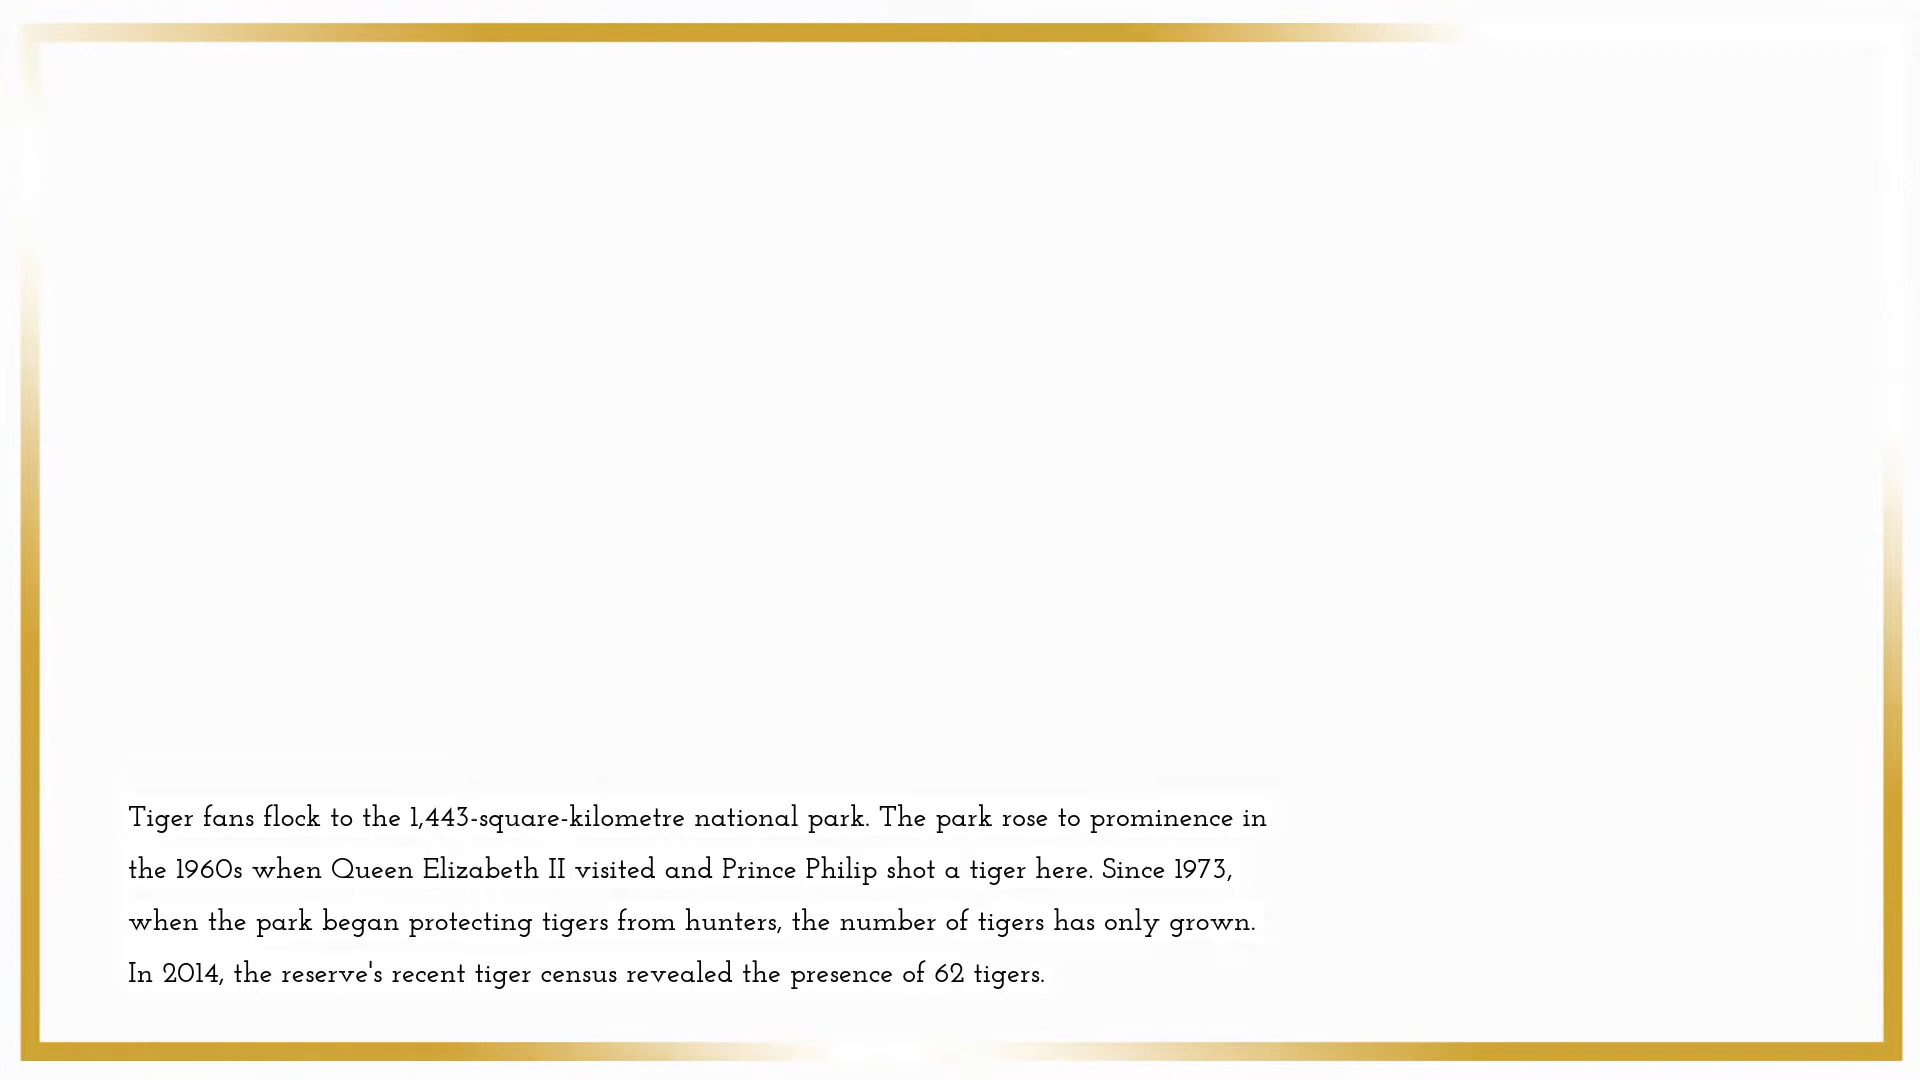 Tiger fans flock to the 1,443-square-kilometre national park. The park rose to prominence in
the 1960s when Queen Elizabeth II visited and Prince Philip shot a tiger here. Since 1973,
when the park began protecting tigers from hunters, the number of tigers has only grown.
In 2014, the reserve's recent tiger census revealed the presence of 62 tigers.